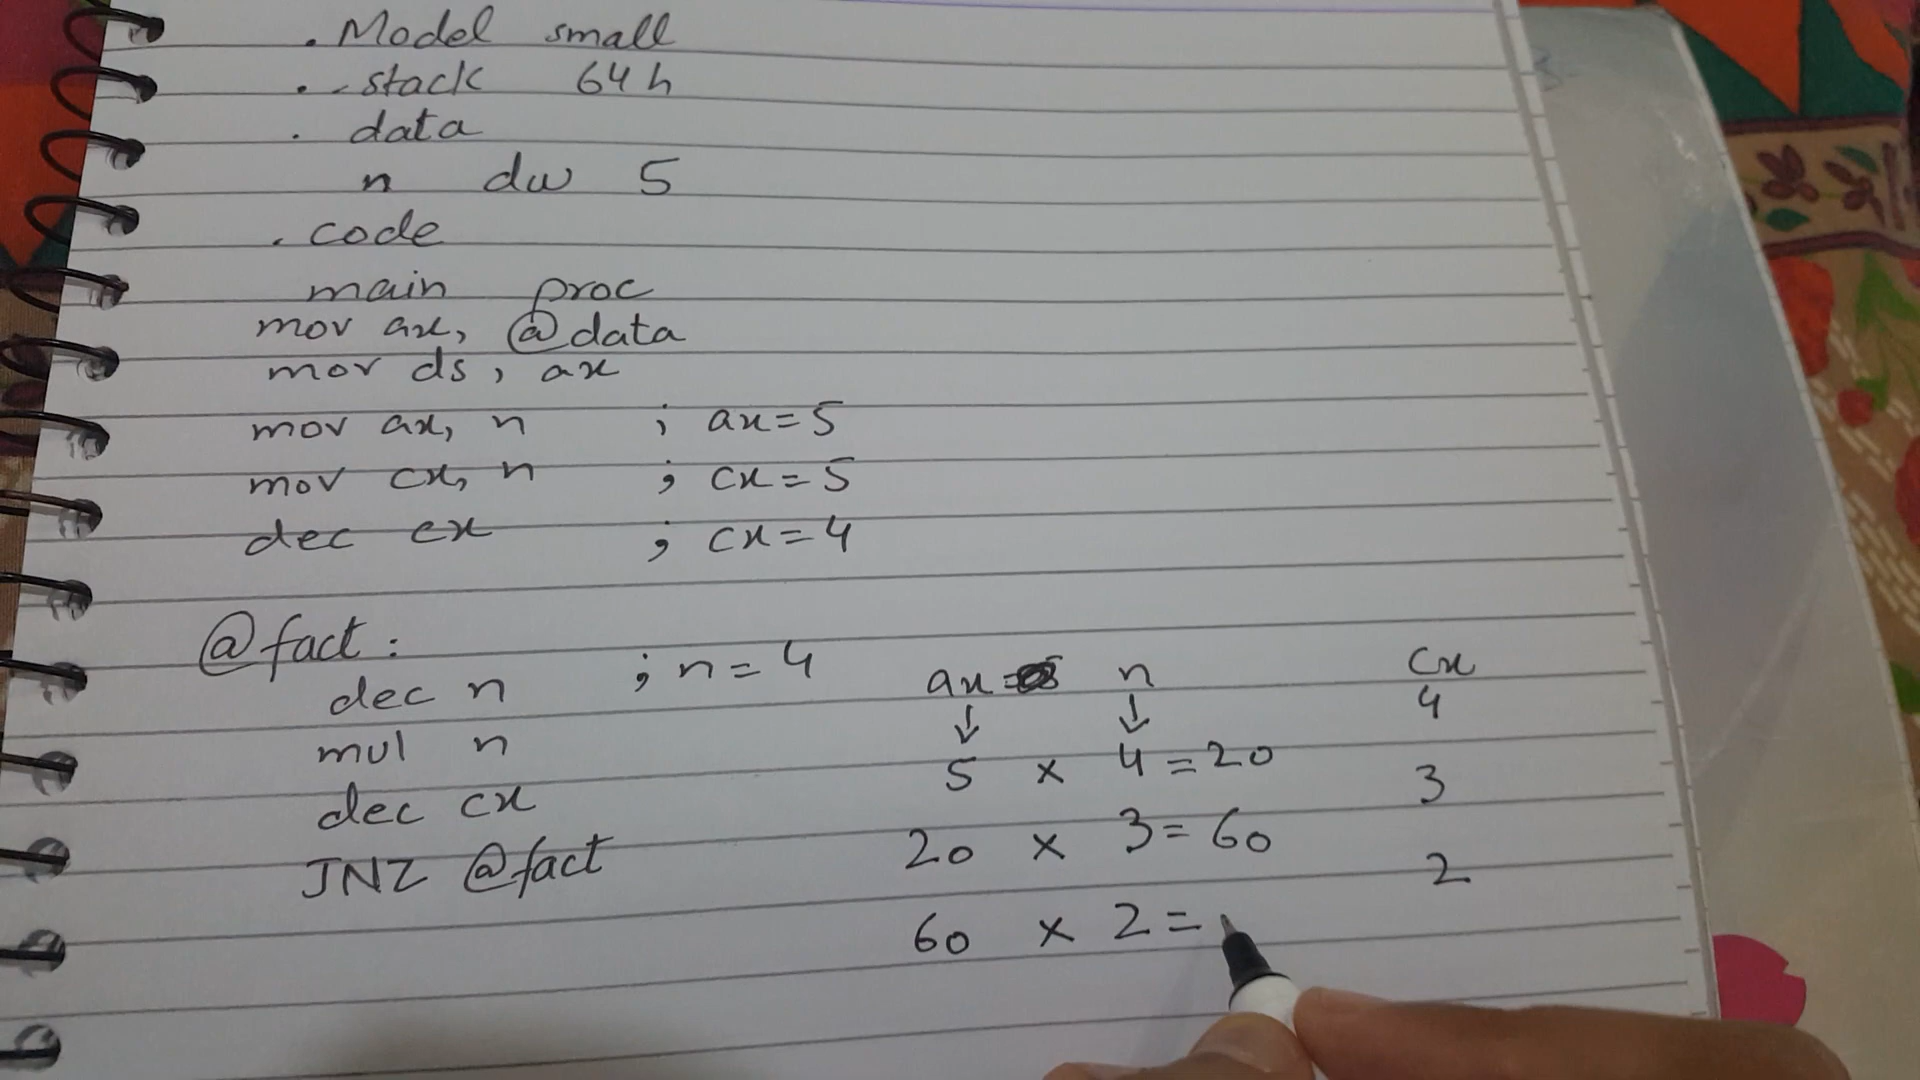 . Model small
. stack 64h
. data
n dw 5
. code
main proc
mov ax, @data
mov ds, ax
mov ax, n ; ax=5
mov cx, n ; cx=5
dec cx ; cx=4
@fact:
dec n ; n=4
mul n
dec cx
JNZ @fact
ax= n cx
↓ ↓ 4
5 x 4=20 3
20 x 3=60 2
60 x 2=